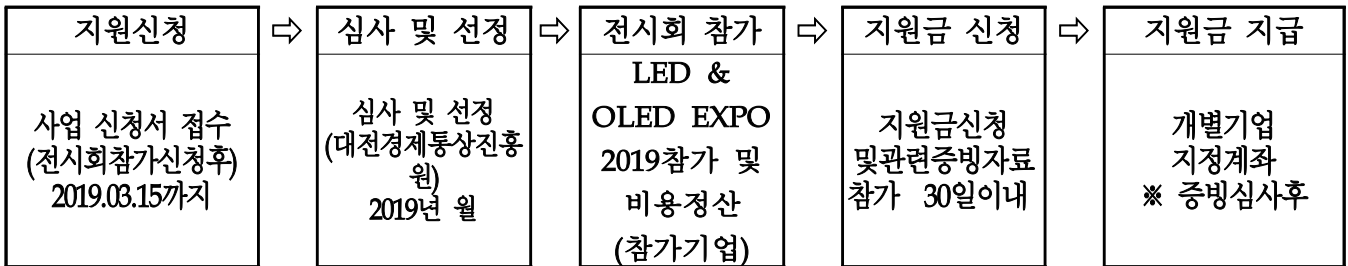 지원신청 ⇨ 심사 및 선정 ⇨ 전시회 참가 ⇨ 지원금 신청 ⇨ 지원금 지급
사업 신청서 접수
(전시회참가신청후)
2019.03.15까지
심사 및 선정
(대전경제통상진흥
원)
2019년 월
LED &
OLED EXPO
2019참가 및
비용정산
(참가기업)
지원금신청
및관련증빙자료
참가 30일이내
개별기업
지정계좌
※ 증빙심사후